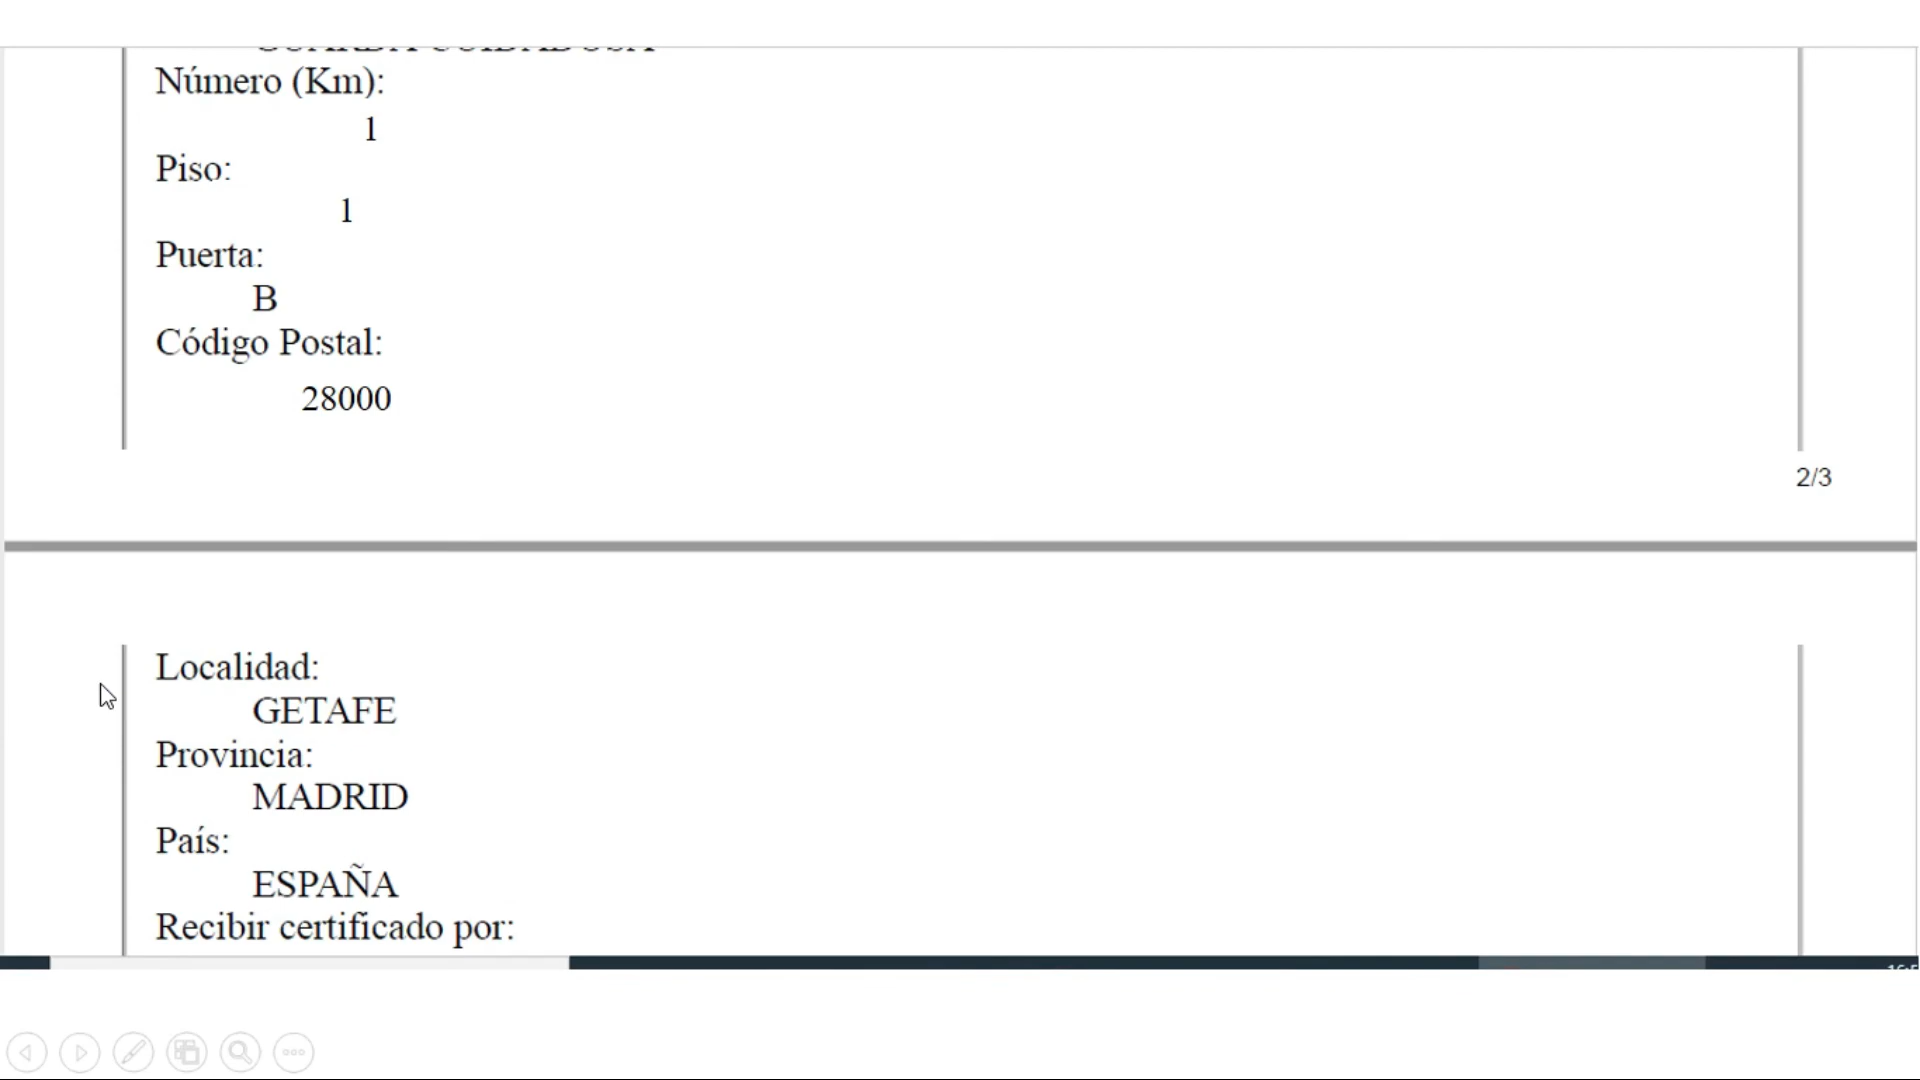 Número (Km):
1
Piso:
1
Puerta:
B
Código Postal:
28000
2/3
Localidad:
GETAFE
Provincia:
MADRID
País:
ESPAÑA
Recibir certificado por: